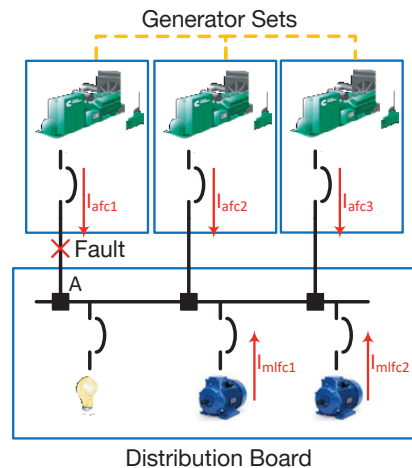 Generator Sets
Iafc1
Iafc2
Iafc3
Fault
A
Imlfc1
Imlfc2
Distribution Board